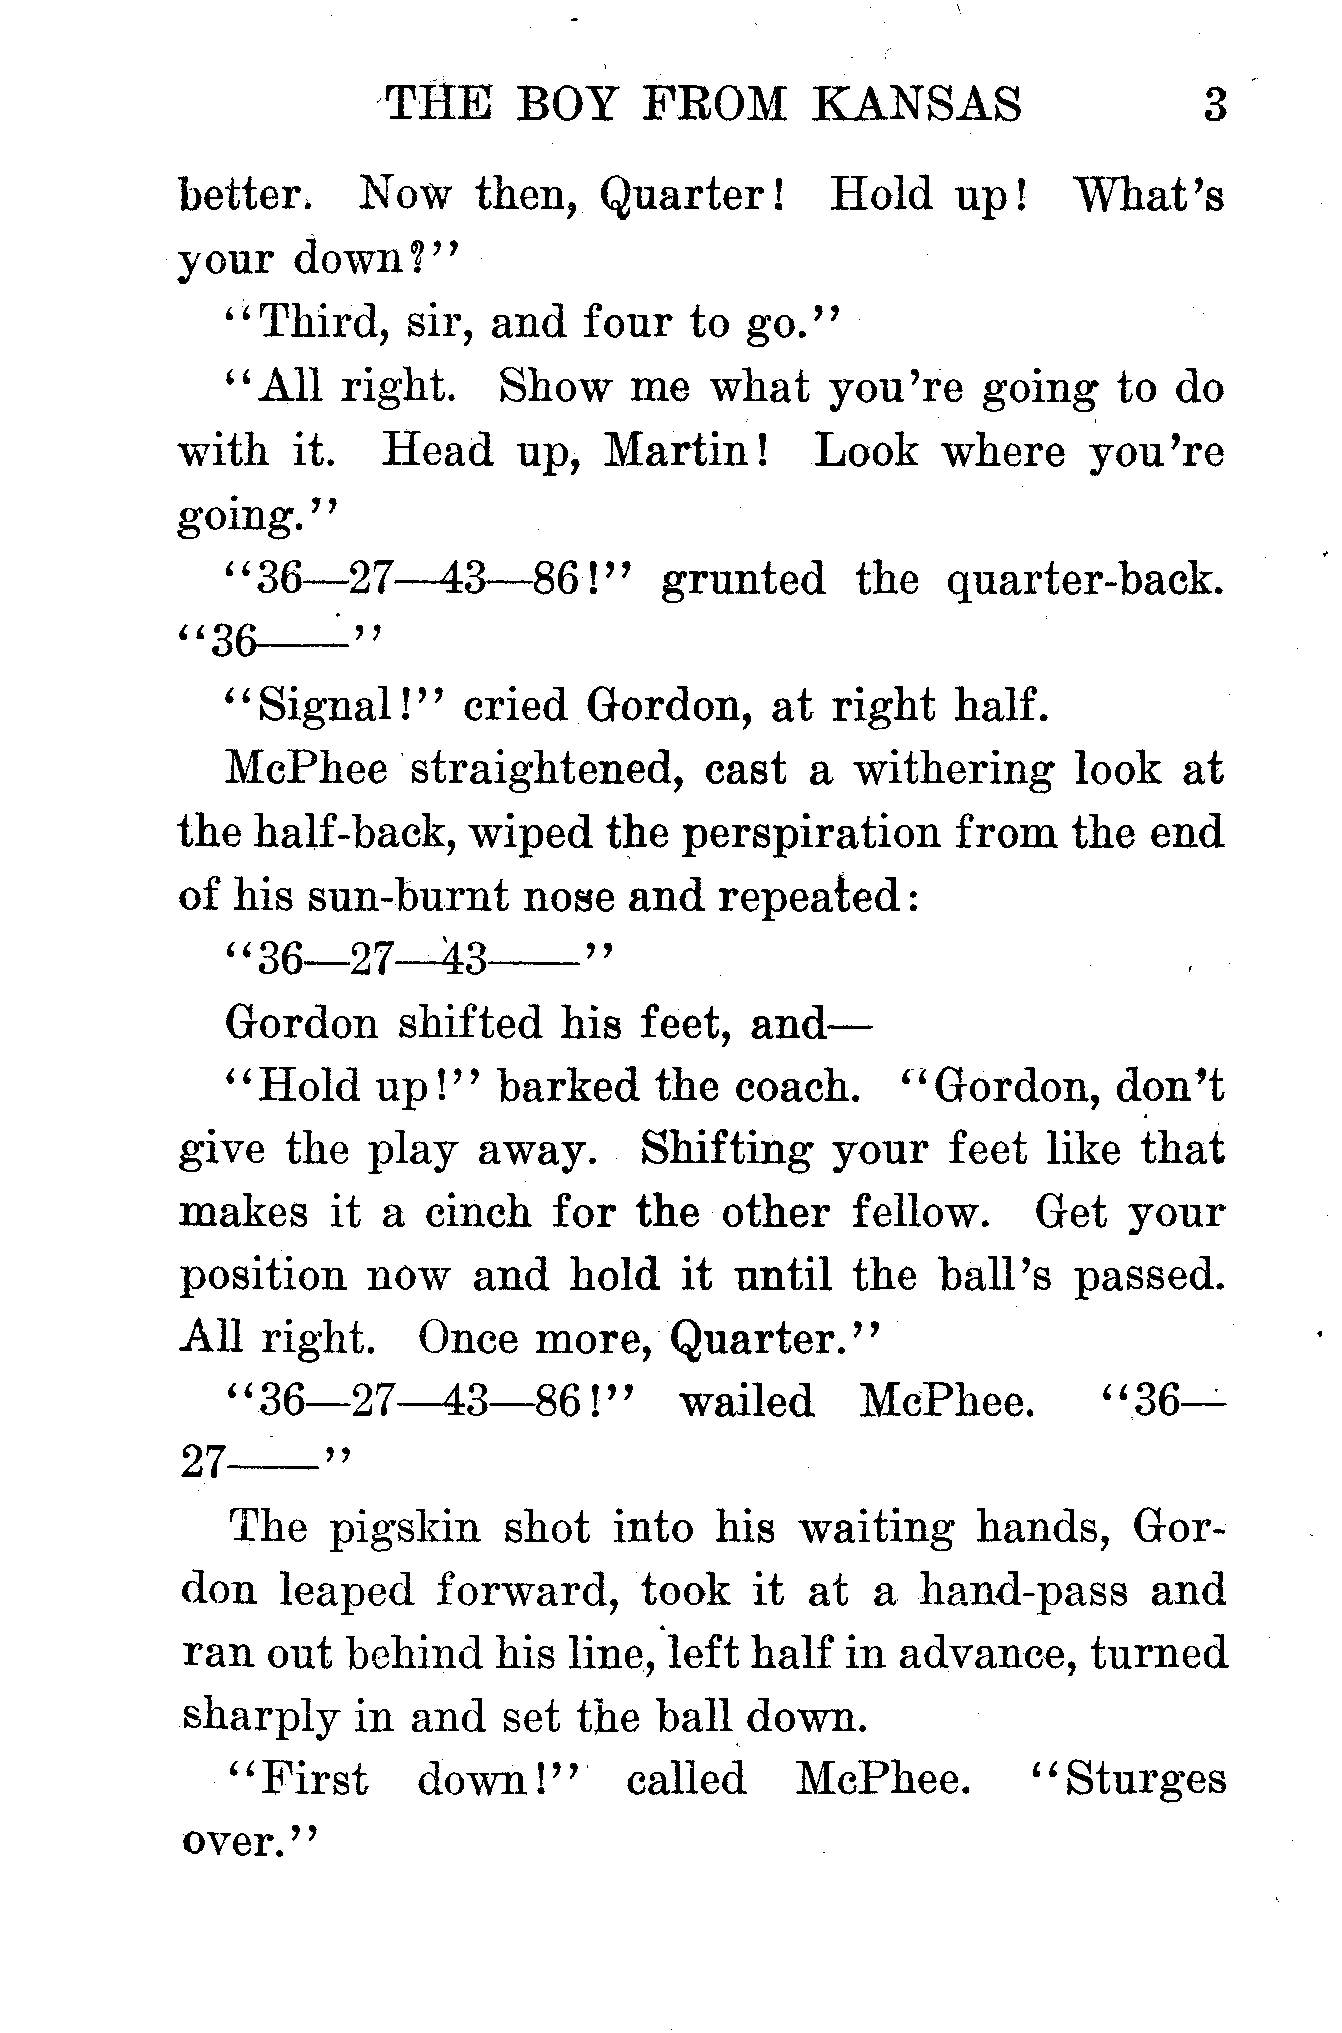 THE BOY FROM KANSAS 3
better. Now then, Quarter! Hold up! What's
your down?"
"Third, sir, and four to go."
"All right. Show me what you're going to do
with it. Head up, Martin! Look where you're
going."
"36—27—43—86!" grunted the quarter-back.
"36——"
"Signal!" cried Gordon, at right half.
McPhee straightened, cast a withering look at
the half-back, wiped the perspiration from the end
of his sun-burnt nose and repeated:
"36—27—43——"
Gordon shifted his feet, and—
"Hold up!" barked the coach. "Gordon, don't
give the play away. Shifting your feet like that
makes it a cinch for the other fellow. Get your
position now and hold it until the ball's passed.
All right. Once more, Quarter."
"36—27—43—86!" wailed McPhee. "36—
27——"
The pigskin shot into his waiting hands, Gor-
don leaped forward, took it at a hand-pass and
ran out behind his line, left half in advance, turned
sharply in and set the ball down.
"First down!" called McPhee. "Sturges
over."